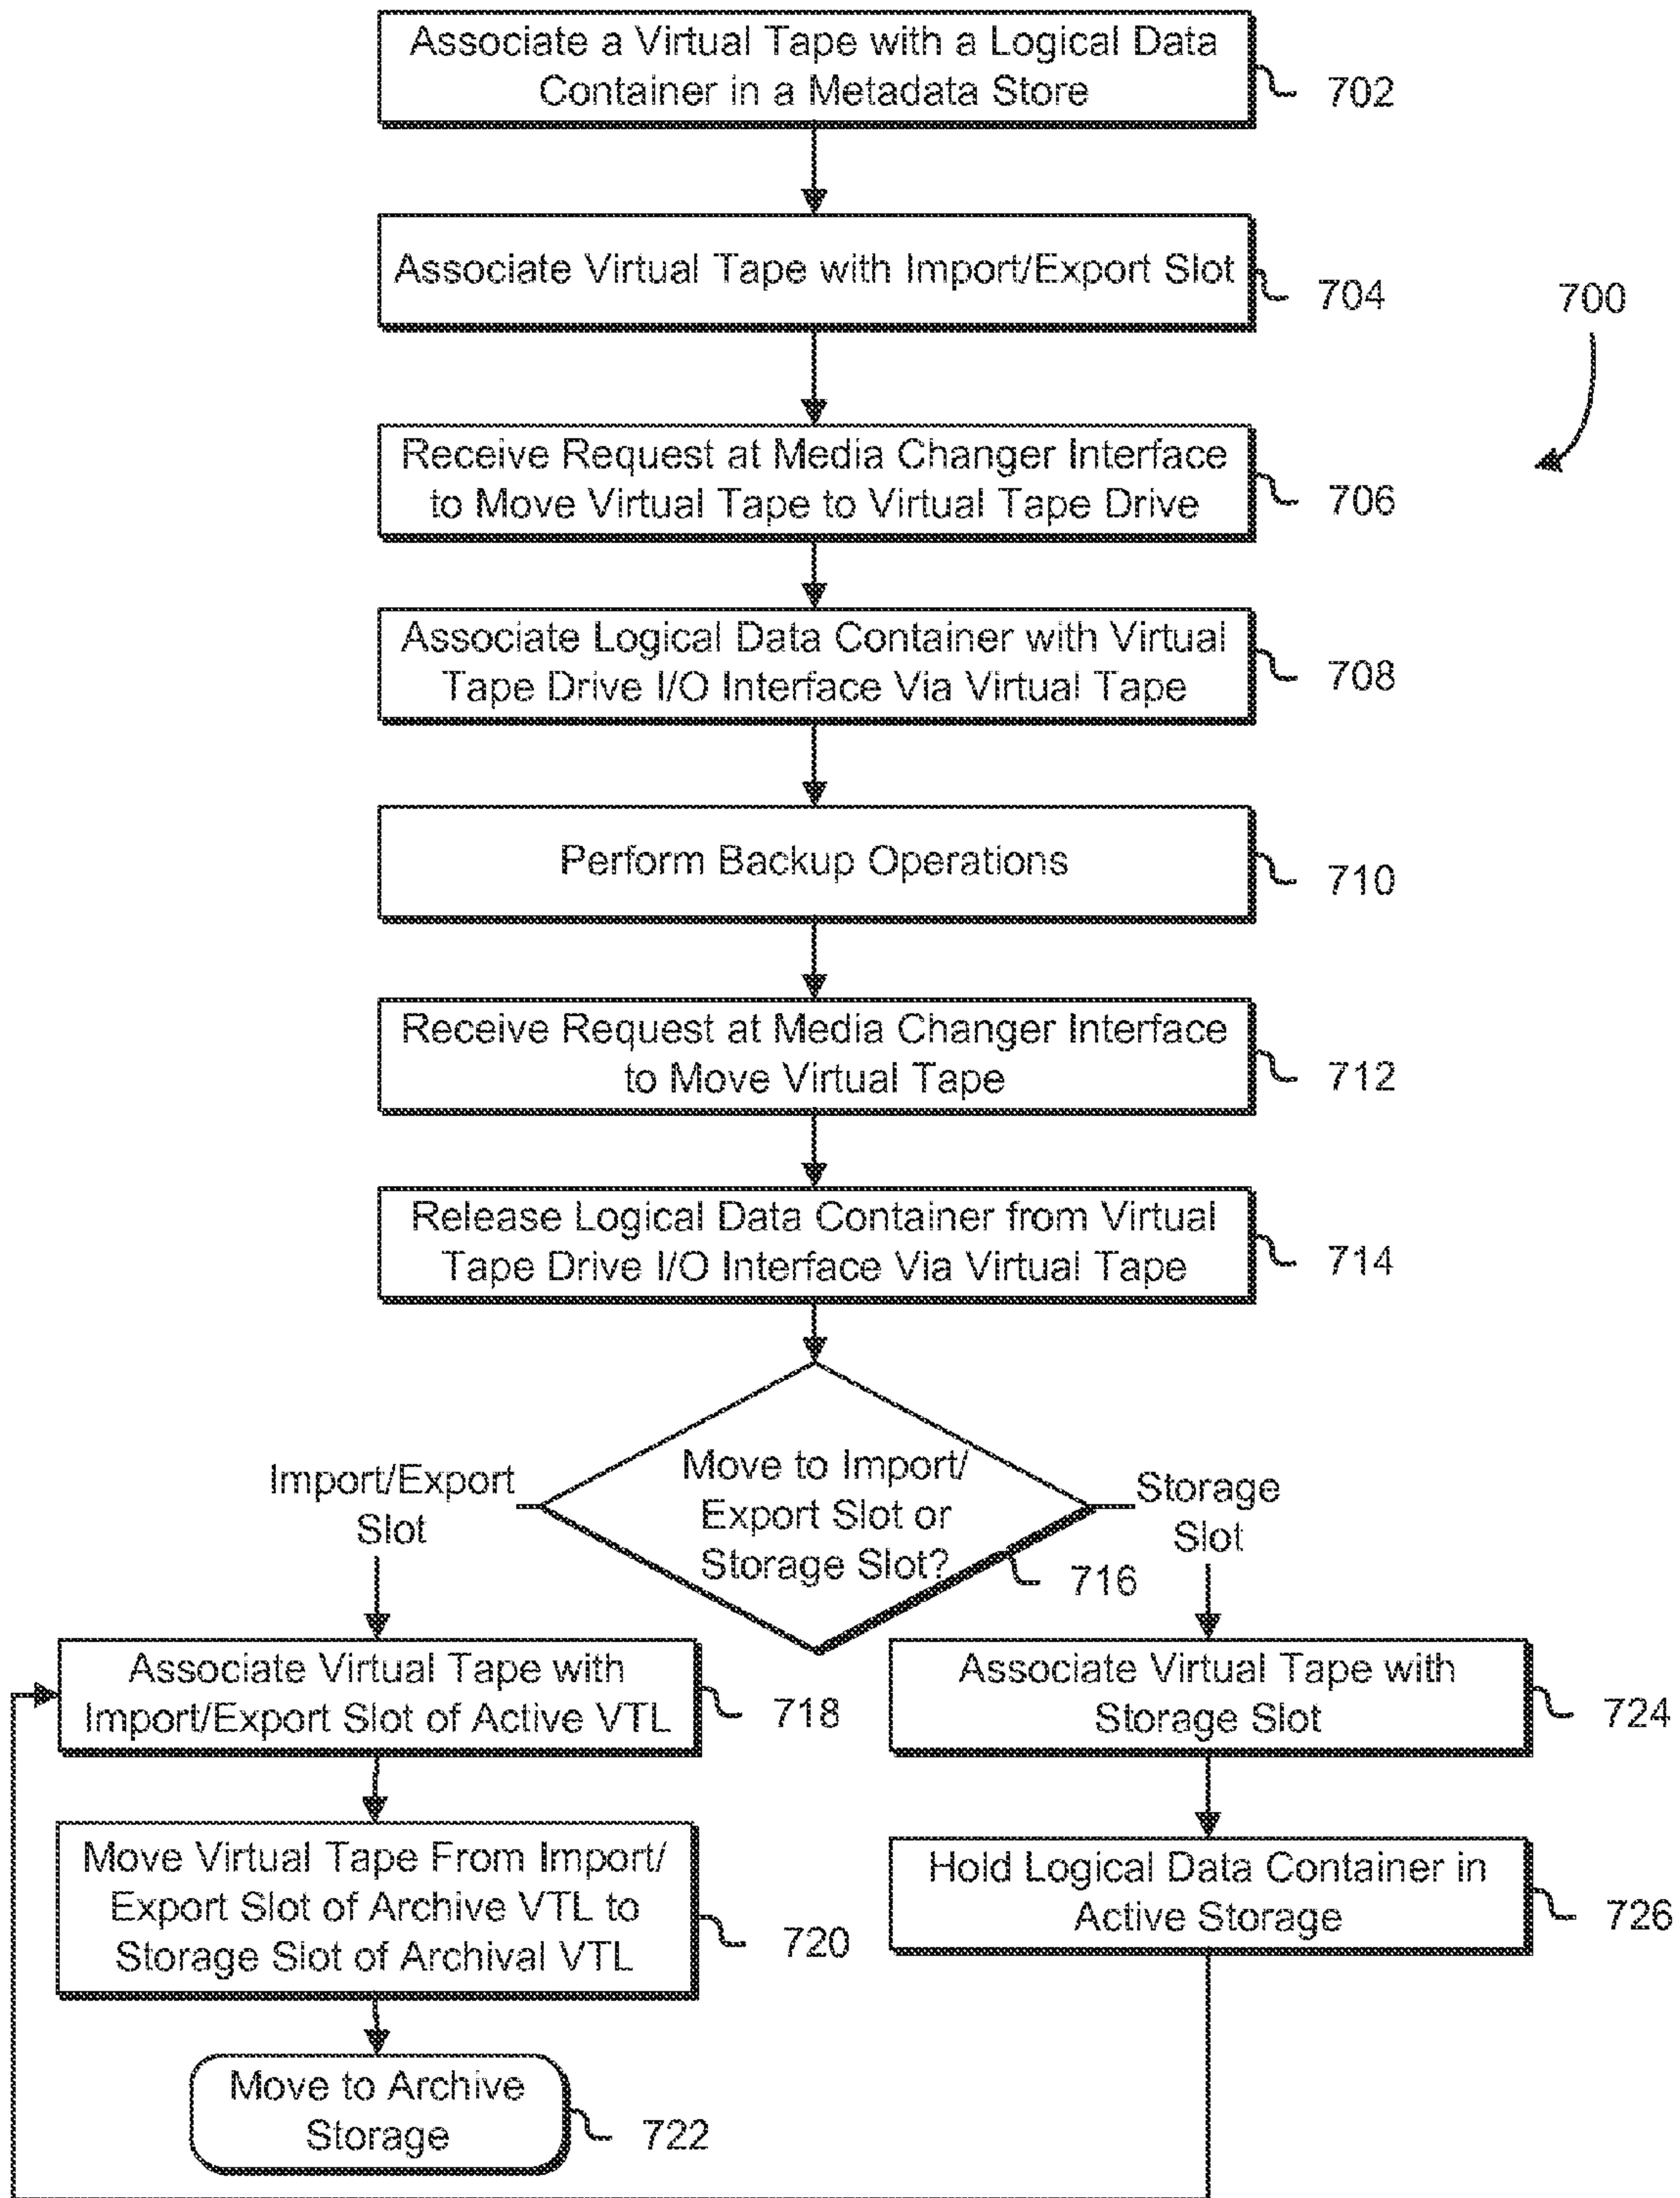 Associate a Virtual Tape with a Logical Data
Container in a Metadata Store
702
Associate Virtual Tape with Import/Export Slot
704
700
Receive Request at Media Changer Interface
to Move Virtual Tape to Virtual Tape Drive
706
Associate Logical Data Container with Virtual
Tape Drive I/O Interface Via Virtual Tape
708
Perform Backup Operations
710
Receive Request at Media Changer Interface
to Move Virtual Tape
712
Release Logical Data Container from Virtual
Tape Drive I/O Interface Via Virtual Tape
714
Move to Import/
Export Slot or
Storage Slot?
716
Import/Export
Slot
Storage
Slot
Associate Virtual Tape with
Import/Export Slot of Active VTL
718
Associate Virtual Tape with
Storage Slot
724
Move Virtual Tape From Import/
Export Slot of Archive VTL to
Storage Slot of Archival VTL
720
Hold Logical Data Container in
Active Storage
726
Move to Archive
Storage
722